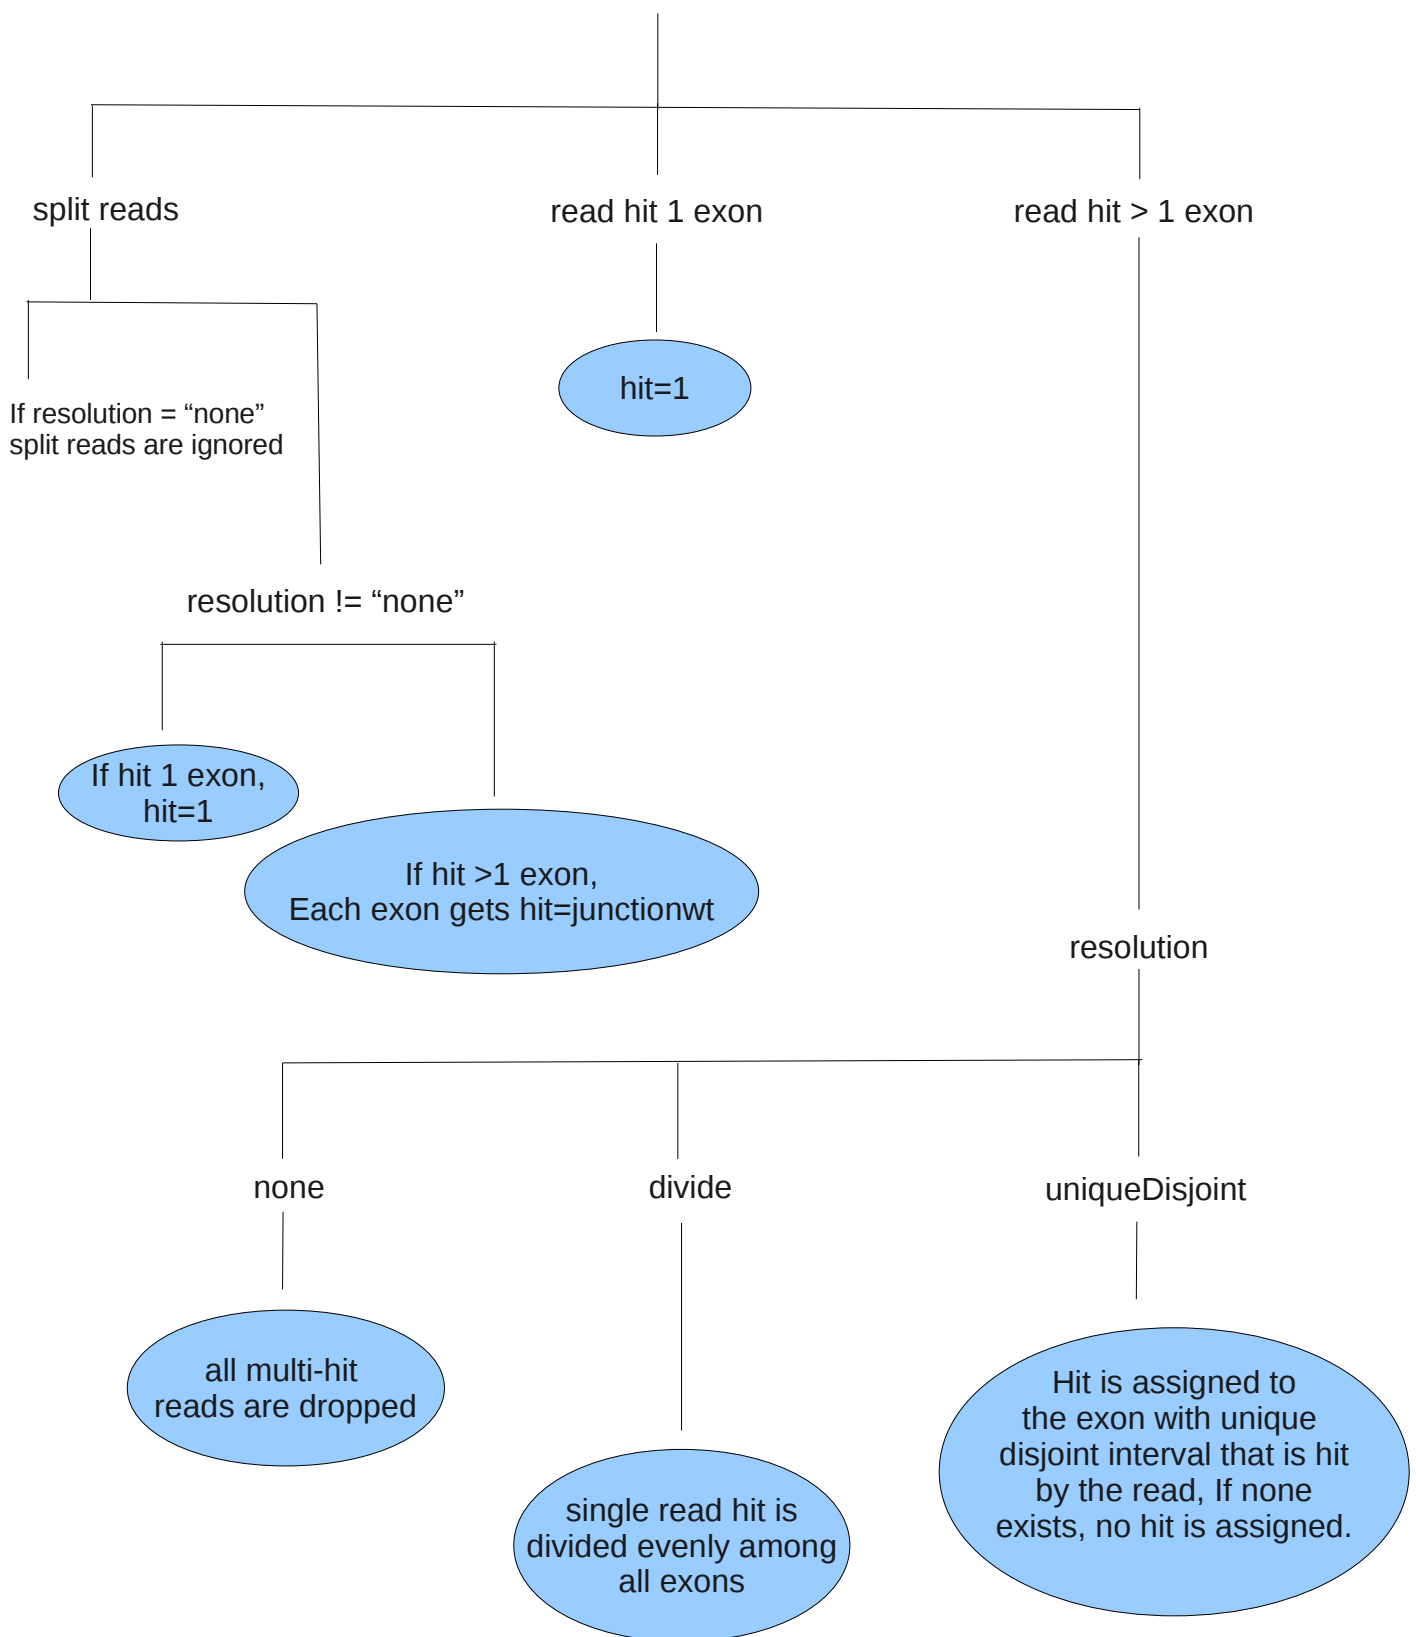 split reads
read hit 1 exon
read hit > 1 exon
hit=1
If resolution = “none”
split reads are ignored
resolution != “none”
If hit 1 exon,
hit=1
If hit >1 exon,
Each exon gets hit=junctionwt
resolution
none
divide
uniqueDisjoint
all multi-hit
reads are dropped
single read hit is
divided evenly among
all exons
Hit is assigned to
the exon with unique
disjoint interval that is hit
by the read, If none
exists, no hit is assigned.